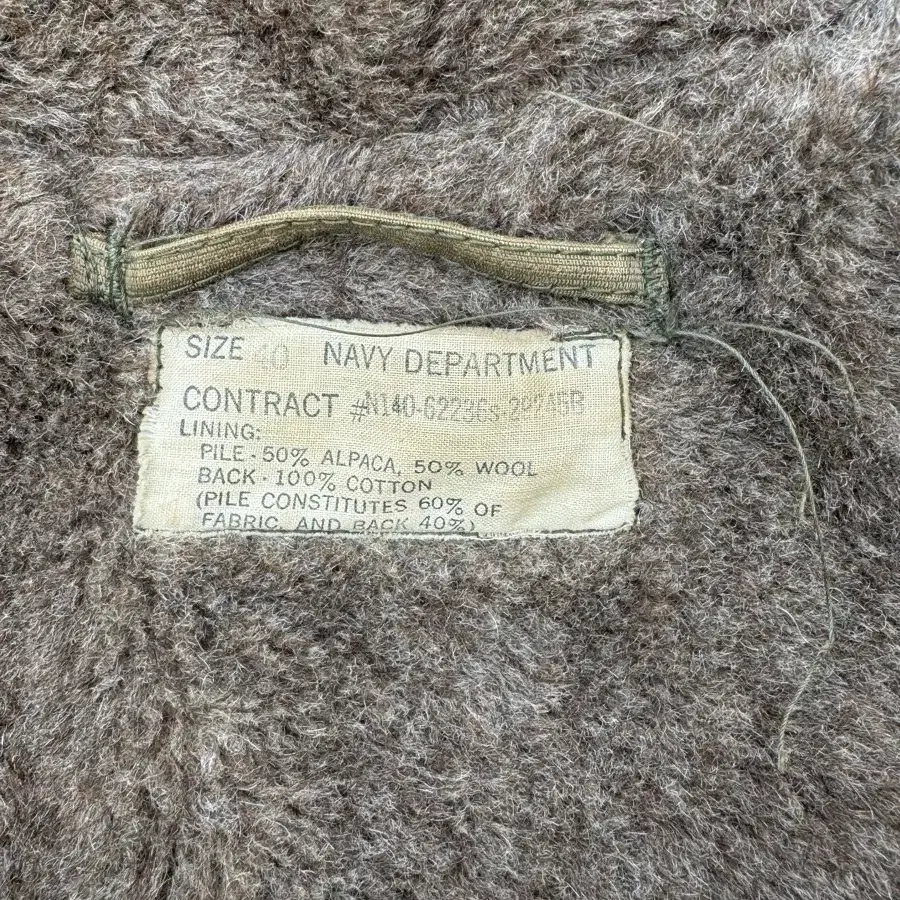 SIZE 40 NAVY DEPARTMENT
CONTRACT
LINING:
PILE - 50% ALPACA, 50% WOOL
BACK - 100% COTTON
(PILE CONSTITUTES 60% OF
FABRIC, AND BACK 40%)